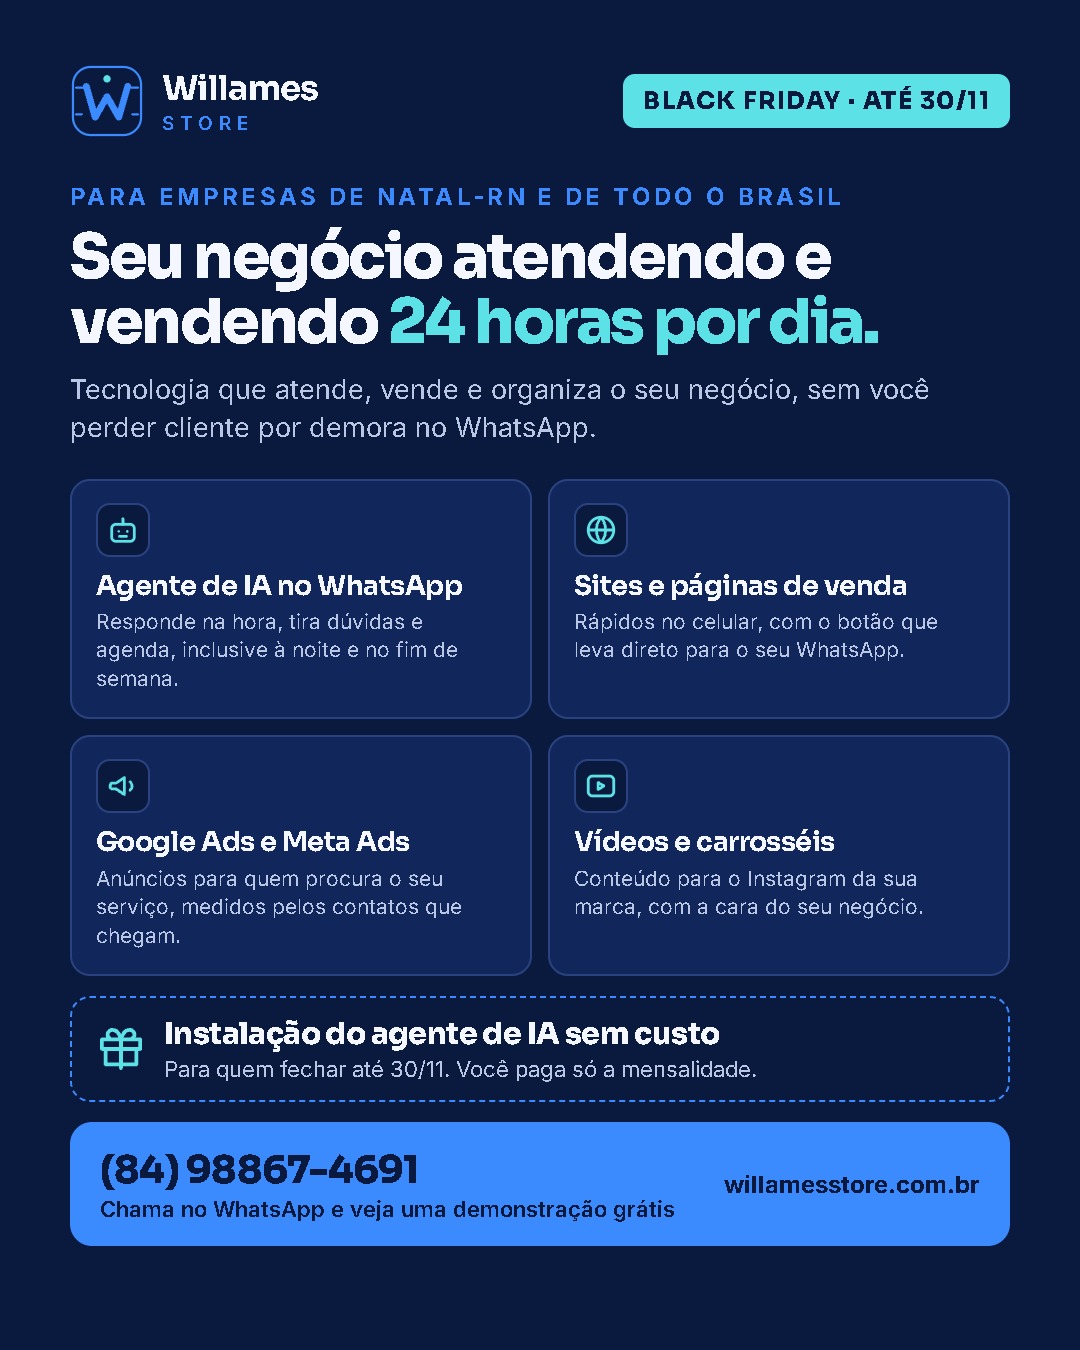 Willames
STORE
BLACK FRIDAY · ATÉ 30/11
PARA EMPRESAS DE NATAL-RN E DE TODO O BRASIL
Seu negócio atendendo e
vendendo 24 horas por dia.
Tecnologia que atende, vende e organiza o seu negócio, sem você
perder cliente por demora no WhatsApp.
Agente de IA no WhatsApp
Responde na hora, tira dúvidas e
agenda, inclusive à noite e no fim de
semana.
Sites e páginas de venda
Rápidos no celular, com o botão que
leva direto para o seu WhatsApp.
Google Ads e Meta Ads
Anúncios para quem procura o seu
serviço, medidos pelos contatos que
chegam.
Vídeos e carrosséis
Conteúdo para o Instagram da sua
marca, com a cara do seu negócio.
Instalação do agente de IA sem custo
Para quem fechar até 30/11. Você paga só a mensalidade.
(84) 98867-4691
Chama no WhatsApp e veja uma demonstração grátis
willamesstore.com.br